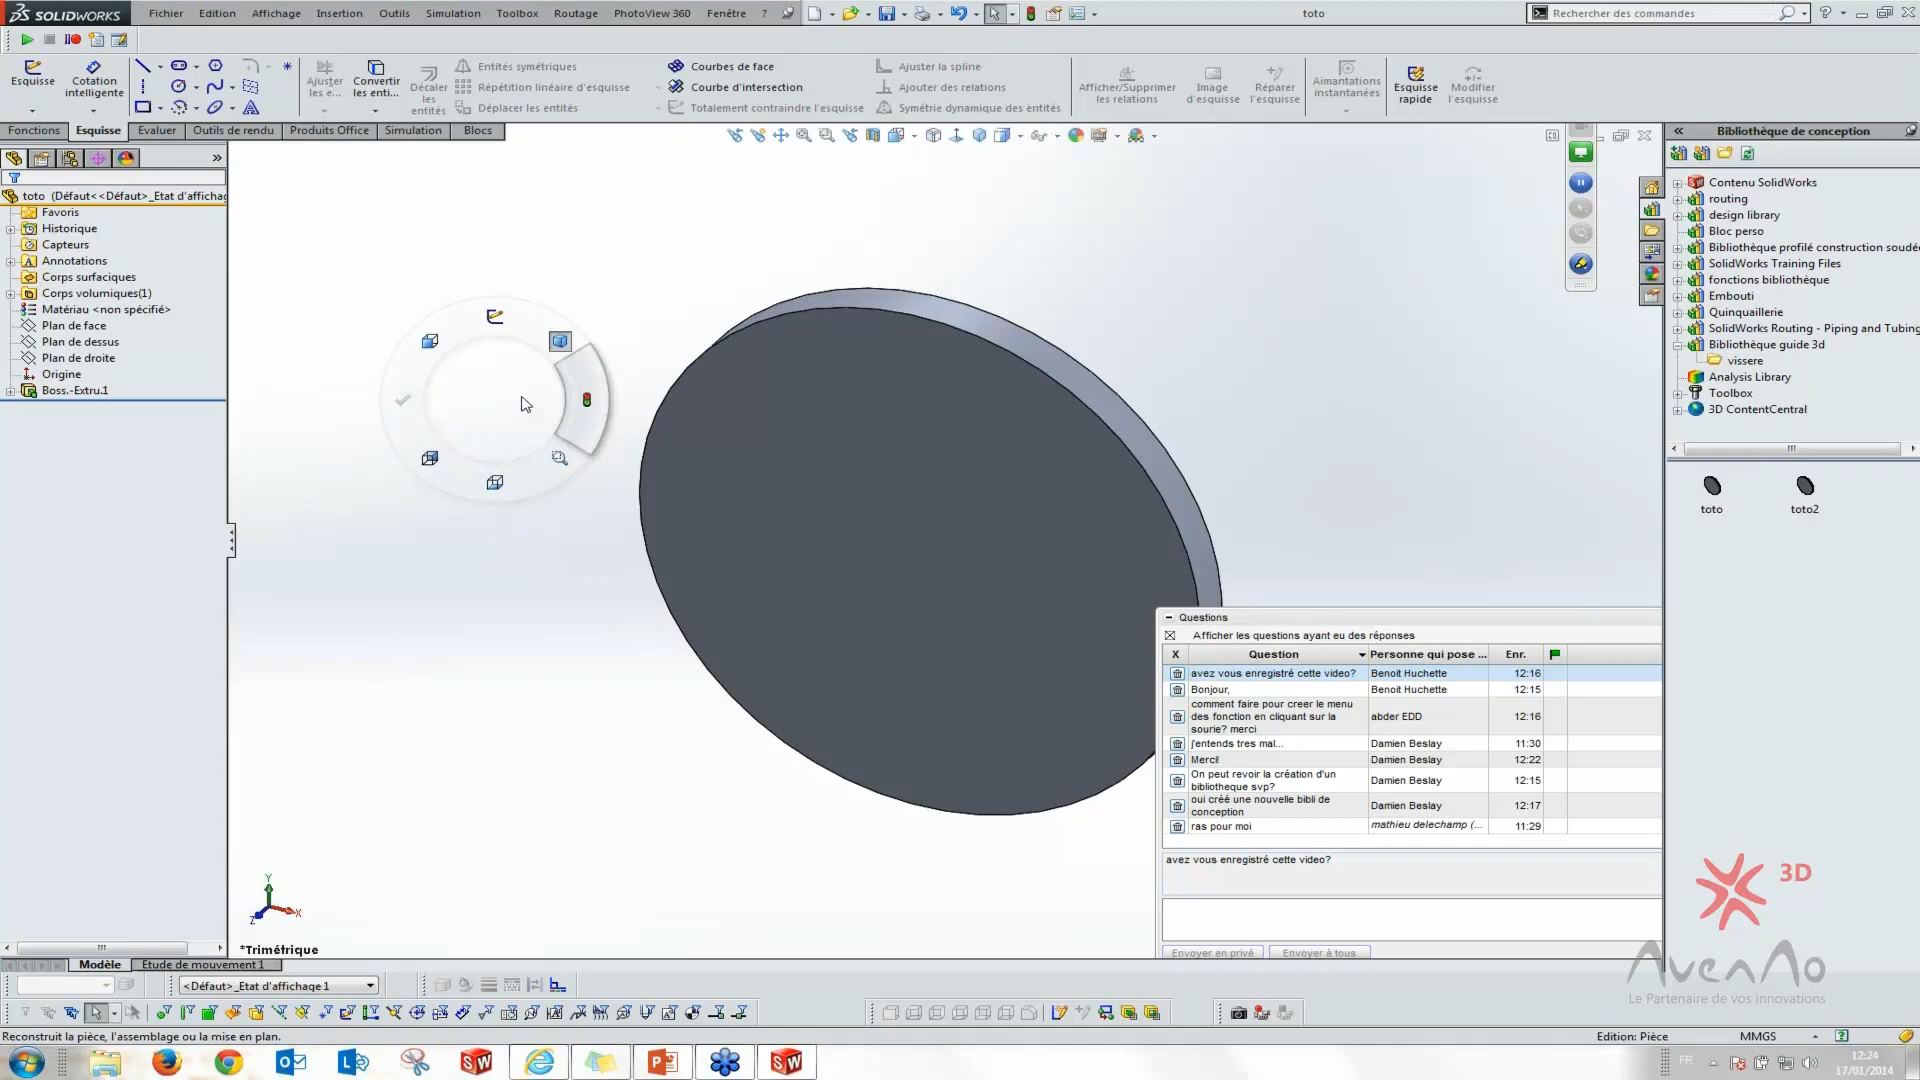 SOLIDWORKS
Fichier Edition Affichage Insertion Outils Simulation Toolbox Routage PhotoView 360 Fenêtre ?
toto
Rechercher des commandes
Esquisse
Cotation intelligente
Ajuster les e...
Convertir les enti...
Décaler les entités
Entités symétriques
Répétition linéaire d'esquisse
Déplacer les entités
Courbes de face
Courbe d'intersection
Totalement contraindre l'esquisse
Ajuster la spline
Ajouter des relations
Symétrie dynamique des entités
Afficher/Supprimer les relations
Image d'esquisse
Réparer l'esquisse
Aimantations instantanées
Esquisse rapide
Modifier l'esquisse
Fonctions Esquisse Evaluer Outils de rendu Produits Office Simulation Blocs
toto (Défaut<<Défaut>_Etat d'affichag
Favoris
Historique
Capteurs
Annotations
Corps surfaciques
Corps volumiques(1)
Matériau <non spécifié>
Plan de face
Plan de dessus
Plan de droite
Origine
Boss.-Extru.1
Bibliothèque de conception
Contenu SolidWorks
routing
design library
Bloc perso
Bibliothèque profilé construction soudée
SolidWorks Training Files
fonctions bibliothèque
Embouti
Quinquaillerie
SolidWorks Routing - Piping and Tubing
Bibliothèque guide 3d
vissere
Analysis Library
Toolbox
3D ContentCentral
toto
toto2
Questions
Afficher les questions ayant eu des réponses
X Question Personne qui pose ... Enr.
avez vous enregistré cette video? Benoit Huchette 12:16
Bonjour, Benoit Huchette 12:15
comment faire pour creer le menu
des fonction en cliquant sur la abder EDD 12:16
sourie? merci
j'entends tres mal... Damien Beslay 11:30
Merci! Damien Beslay 12:22
On peut revoir la création d'un
bibliotheque svp? Damien Beslay 12:15
oui créé une nouvelle bibli de
conception Damien Beslay 12:17
ras pour moi mathieu delechamp (... 11:29
avez vous enregistré cette video?
Envoyer en privé Envoyer à tous
3D
AvenAo
Le Partenaire de vos innovations
Y
X
Z
*Trimétrique
Modèle Etude de mouvement 1
<Défaut>_Etat d'affichage 1
Reconstruit la pièce, l'assemblage ou la mise en plan.
Edition: Pièce MMGS
FR
12:24
17/01/2014